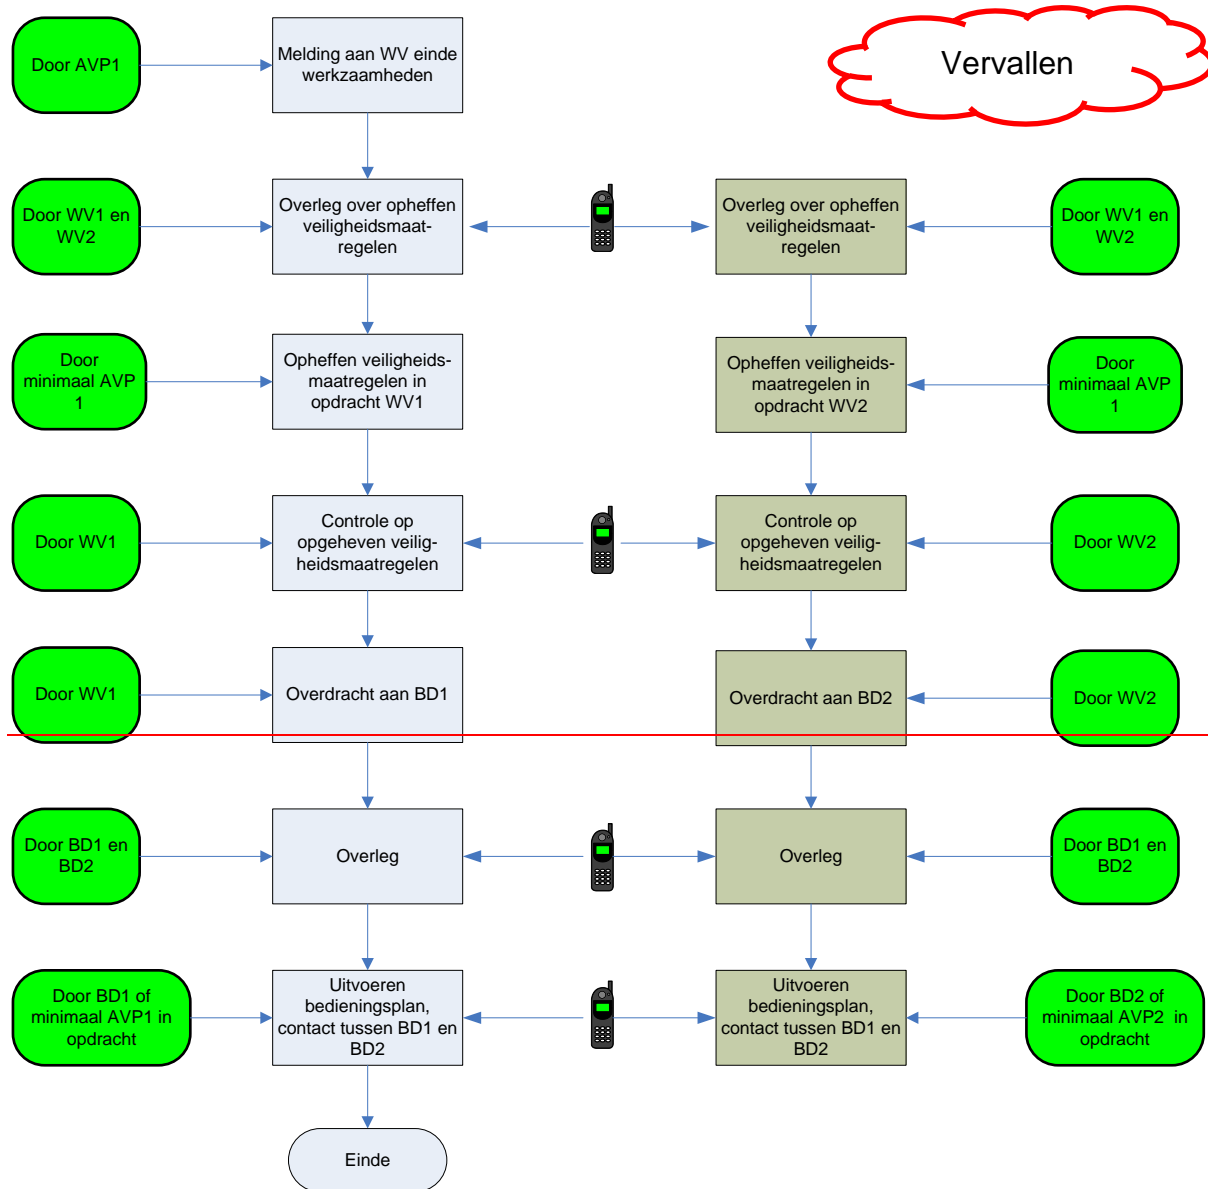 Door AVP1
Melding aan WV einde
werkzaamheden
Vervallen
Door WV1 en
WV2
Overleg over opheffen
veiligheidsmaat-
regelen
Overleg over opheffen
veiligheidsmaat-
regelen
Door WV1 en
WV2
Door
minimaal AVP
1
Opheffen veiligheids-
maatregelen in
opdracht WV1
Opheffen veiligheids-
maatregelen in
opdracht WV2
Door
minimaal AVP
1
Door WV1
Controle op
opgeheven veilig-
heidsmaatregelen
Controle op
opgeheven veilig-
heidsmaatregelen
Door WV2
Door WV1
Overdracht aan BD1
Overdracht aan BD2
Door WV2
Door BD1 en
BD2
Overleg
Overleg
Door BD1 en
BD2
Door BD1 of
minimaal AVP1 in
opdracht
Uitvoeren
bedieningsplan,
contact tussen BD1 en
BD2
Uitvoeren
bedieningsplan,
contact tussen BD1 en
BD2
Door BD2 of
minimaal AVP2 in
opdracht
Einde